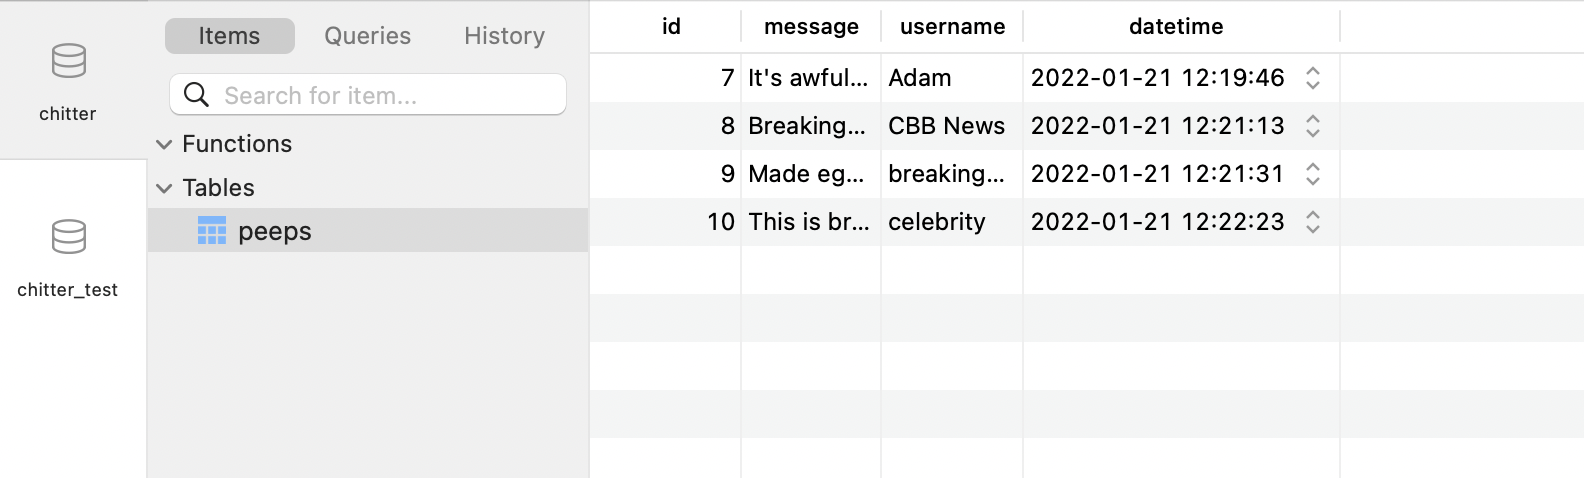 chitter
chitter_test
Items Queries History
Search for item...
Functions
Tables
peeps
id message username datetime
7 It's awful... Adam 2022-01-21 12:19:46
8 Breaking... CBB News 2022-01-21 12:21:13
9 Made eg... breaking... 2022-01-21 12:21:31
10 This is br... celebrity 2022-01-21 12:22:23